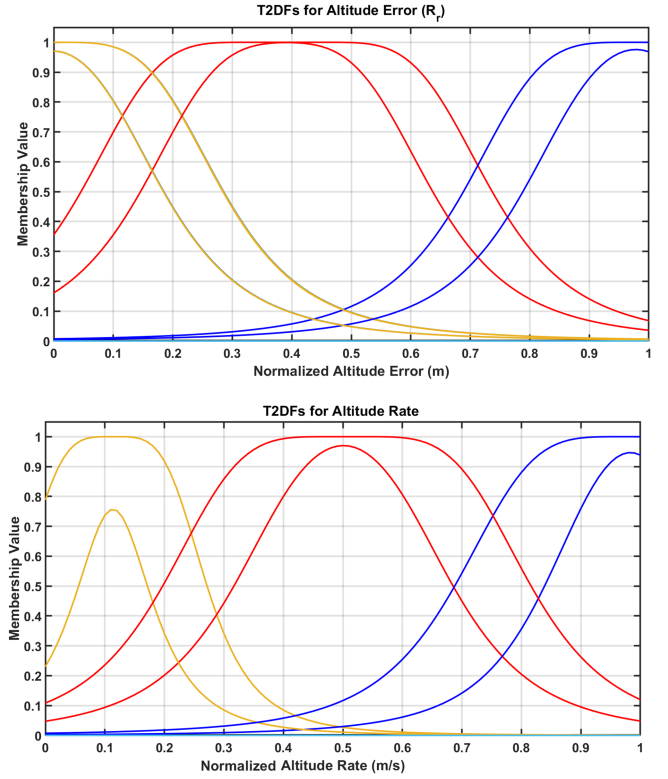 T2DFs for Altitude Error (Rr)
1
0.9
0.8
0.7
0.6
0.5
0.4
0.3
0.2
0.1
0
Membership Value
0 0.1 0.2 0.3 0.4 0.5 0.6 0.7 0.8 0.9 1
Normalized Altitude Error (m)
T2DFs for Altitude Rate
1
0.9
0.8
0.7
0.6
0.5
0.4
0.3
0.2
0.1
0
Membership Value
0 0.1 0.2 0.3 0.4 0.5 0.6 0.7 0.8 0.9 1
Normalized Altitude Rate (m/s)